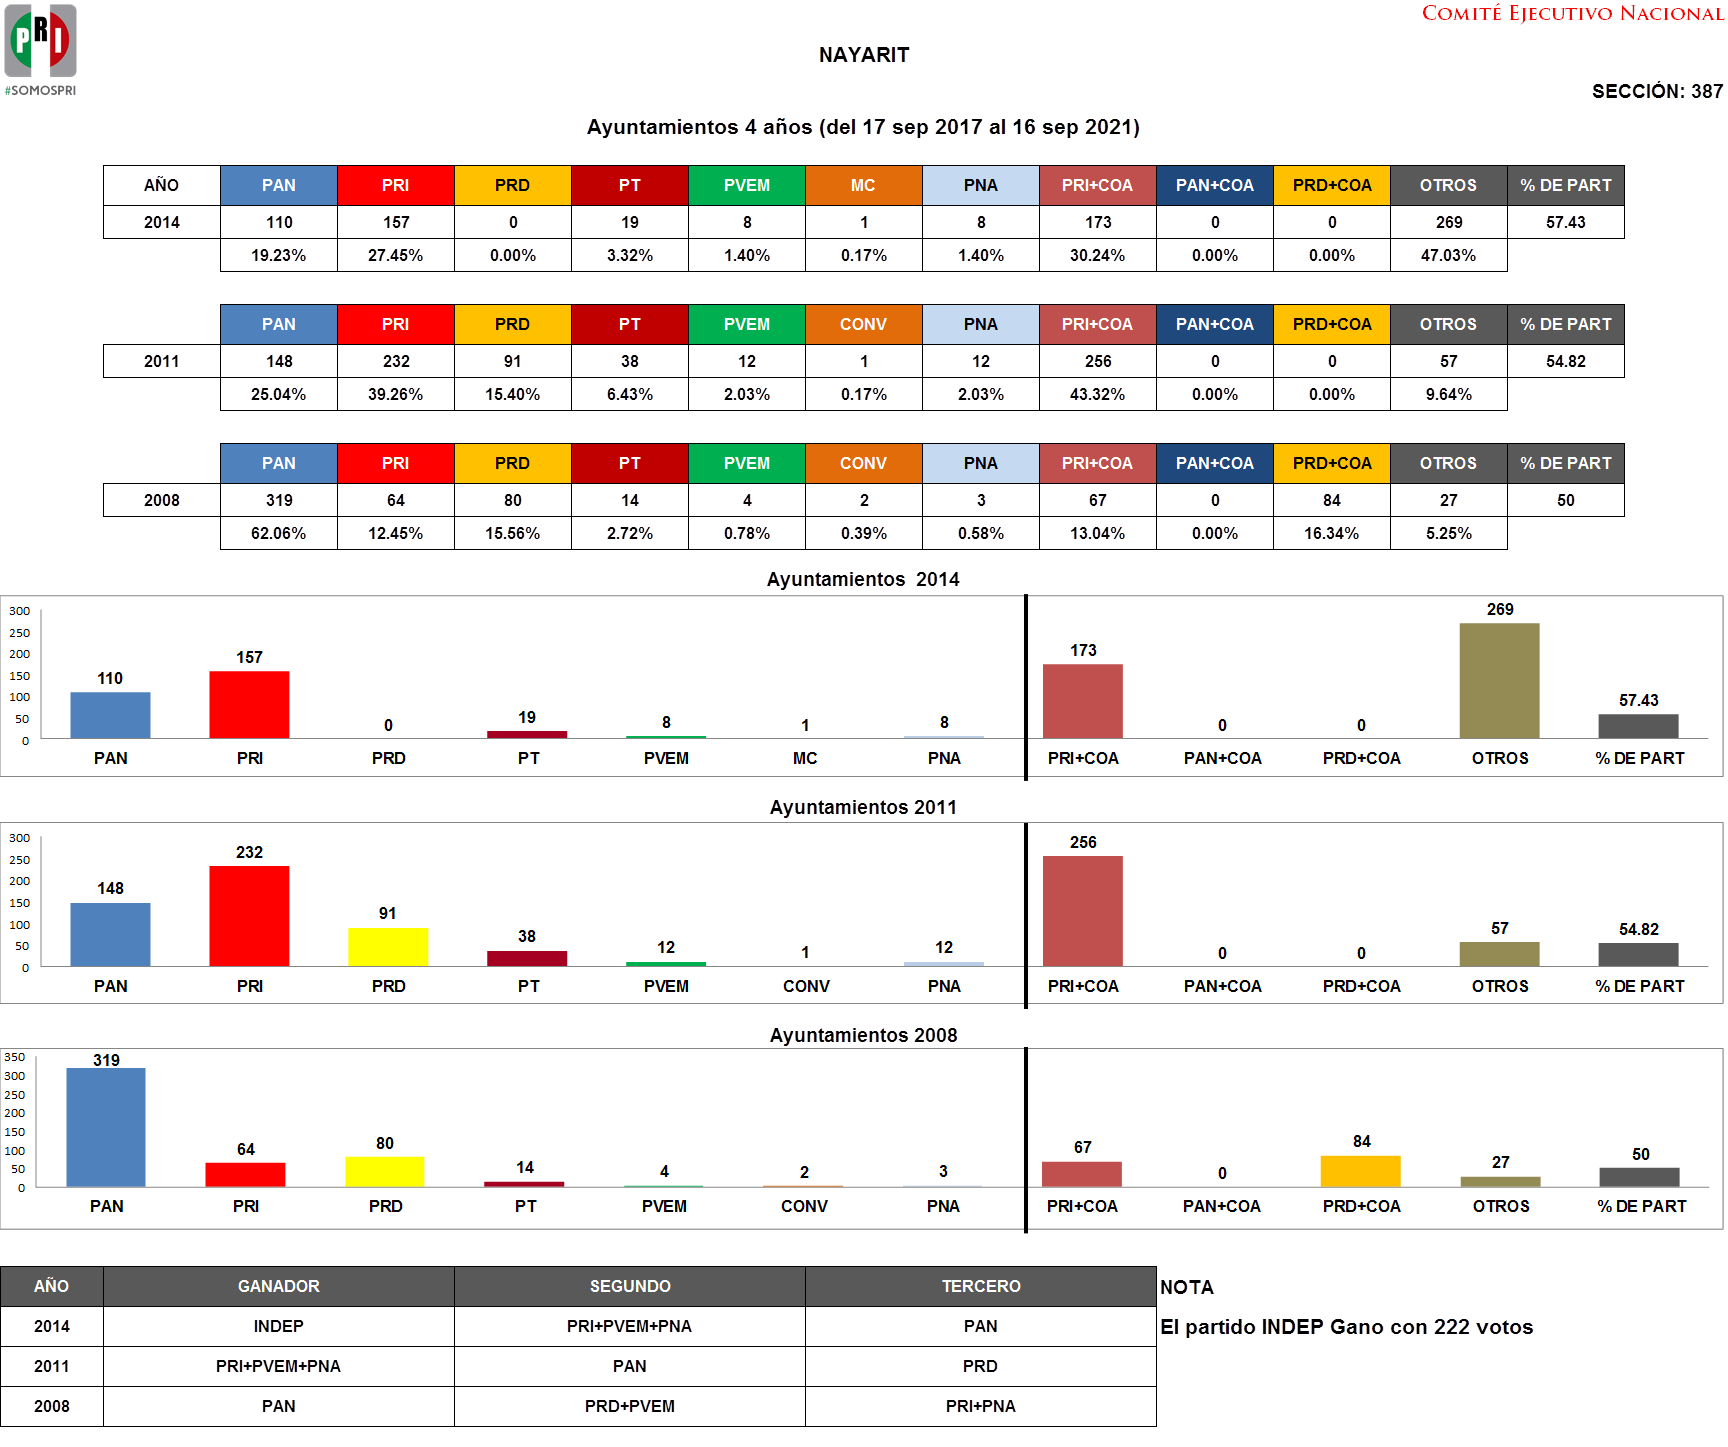 PRI
#SOMOSPRI
COMITÉ EJECUTIVO NACIONAL
NAYARIT
SECCIÓN: 387
Ayuntamientos 4 años (del 17 sep 2017 al 16 sep 2021)
AÑO PAN PRI PRD PT PVEM MC PNA PRI+COA PAN+COA PRD+COA OTROS % DE PART
2014 110 157 0 19 8 1 8 173 0 0 269 57.43
19.23% 27.45% 0.00% 3.32% 1.40% 0.17% 1.40% 30.24% 0.00% 0.00% 47.03%
PAN PRI PRD PT PVEM CONV PNA PRI+COA PAN+COA PRD+COA OTROS % DE PART
2011 148 232 91 38 12 1 12 256 0 0 57 54.82
25.04% 39.26% 15.40% 6.43% 2.03% 0.17% 2.03% 43.32% 0.00% 0.00% 9.64%
PAN PRI PRD PT PVEM CONV PNA PRI+COA PAN+COA PRD+COA OTROS % DE PART
2008 319 64 80 14 4 2 3 67 0 84 27 50
62.06% 12.45% 15.56% 2.72% 0.78% 0.39% 0.58% 13.04% 0.00% 16.34% 5.25%
Ayuntamientos 2014
300
250
200
150
100
50
0
110 157 0 19 8 1 8 173 0 0 269 57.43
PAN PRI PRD PT PVEM MC PNA PRI+COA PAN+COA PRD+COA OTROS % DE PART
Ayuntamientos 2011
300
250
200
150
100
50
0
148 232 91 38 12 1 12 256 0 0 57 54.82
PAN PRI PRD PT PVEM CONV PNA PRI+COA PAN+COA PRD+COA OTROS % DE PART
Ayuntamientos 2008
350
300
250
200
150
100
50
0
319 64 80 14 4 2 3 67 0 84 27 50
PAN PRI PRD PT PVEM CONV PNA PRI+COA PAN+COA PRD+COA OTROS % DE PART
AÑO GANADOR SEGUNDO TERCERO NOTA
2014 INDEP PRI+PVEM+PNA PAN El partido INDEP Gano con 222 votos
2011 PRI+PVEM+PNA PAN PRD
2008 PAN PRD+PVEM PRI+PNA